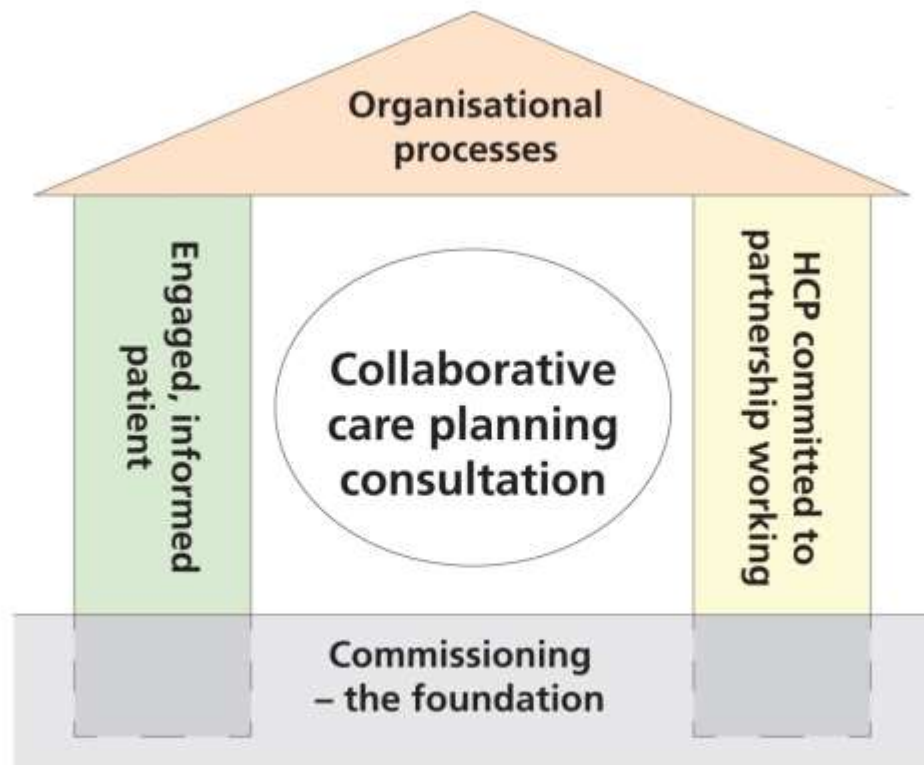 Organisational
processes
Engaged, informed
patient
Collaborative
care planning
consultation
HCP committed to
partnership working
Commissioning
– the foundation